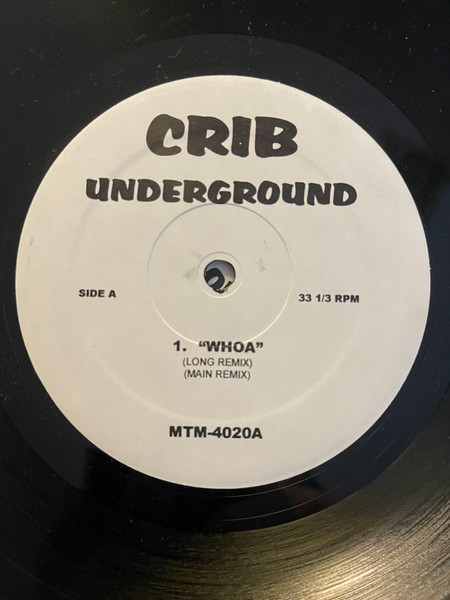 CRIB
UNDERGROUND
SIDE A
33 1/3 RPM
1. "WHOA"
(LONG REMIX)
(MAIN REMIX)
MTM-4020A